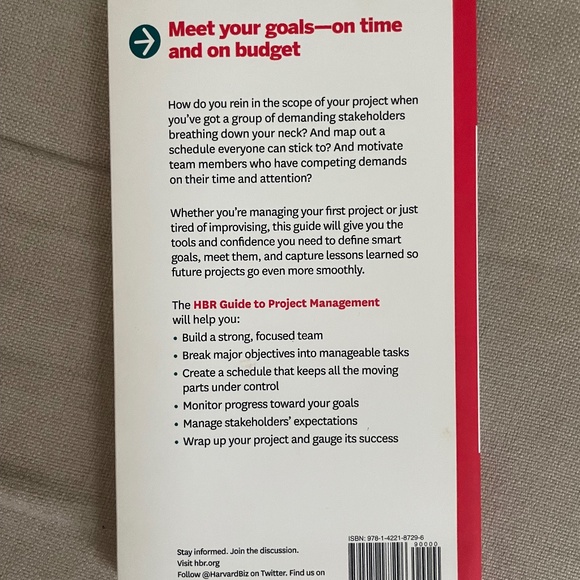 Meet your goals—on time
and on budget
How do you rein in the scope of your project when
you've got a group of demanding stakeholders
breathing down your neck? And map out a
schedule everyone can stick to? And motivate
team members who have competing demands
on their time and attention?
Whether you're managing your first project or just
tired of improvising, this guide will give you the
tools and confidence you need to define smart
goals, meet them, and capture lessons learned so
future projects go even more smoothly.
The HBR Guide to Project Management
will help you:
• Build a strong, focused team
• Break major objectives into manageable tasks
• Create a schedule that keeps all the moving
parts under control
• Monitor progress toward your goals
• Manage stakeholders' expectations
• Wrap up your project and gauge its success
ISBN: 978-1-4221-8729-6
90000
Stay informed. Join the discussion.
Visit hbr.org
Follow @HarvardBiz on Twitter. Find us on